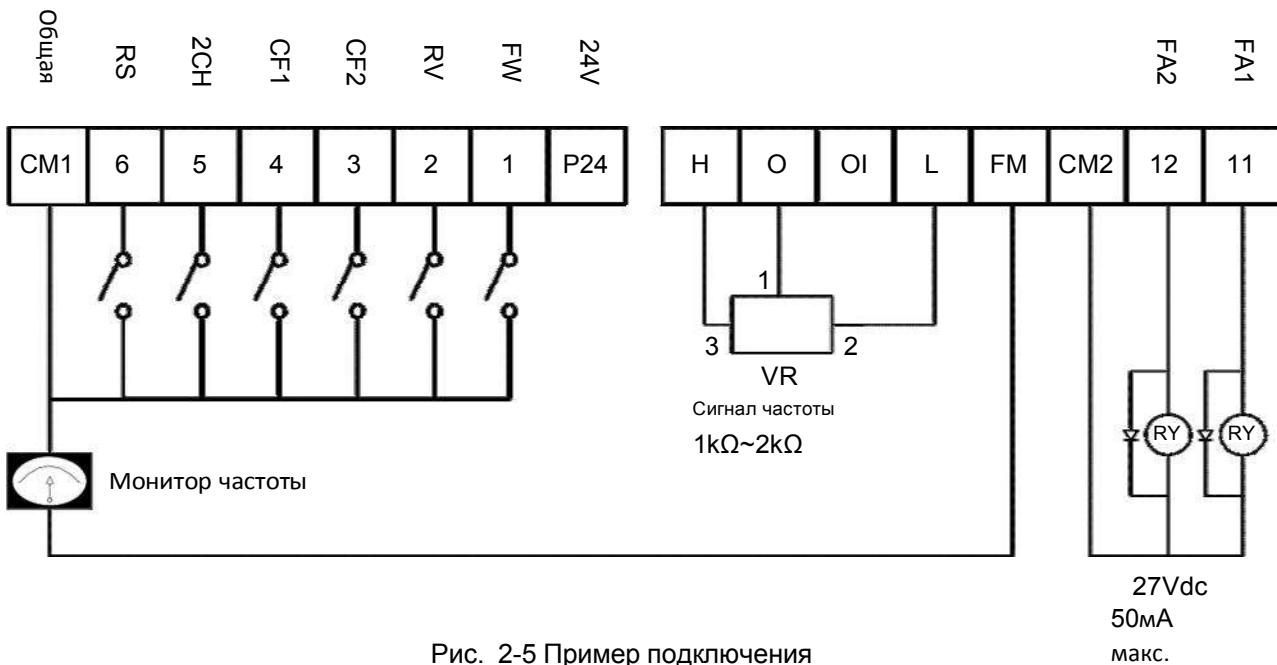 Общая RS 2CH CF1 CF2 RV FW 24V FA2 FA1
CM1 6 5 4 3 2 1 P24 H O OI L FM CM2 12 11
1
3 2
VR
Сигнал частоты
1kΩ~2kΩ
RY RY
Монитор частоты
27Vdc
50мА
макс.
Рис. 2-5 Пример подключения